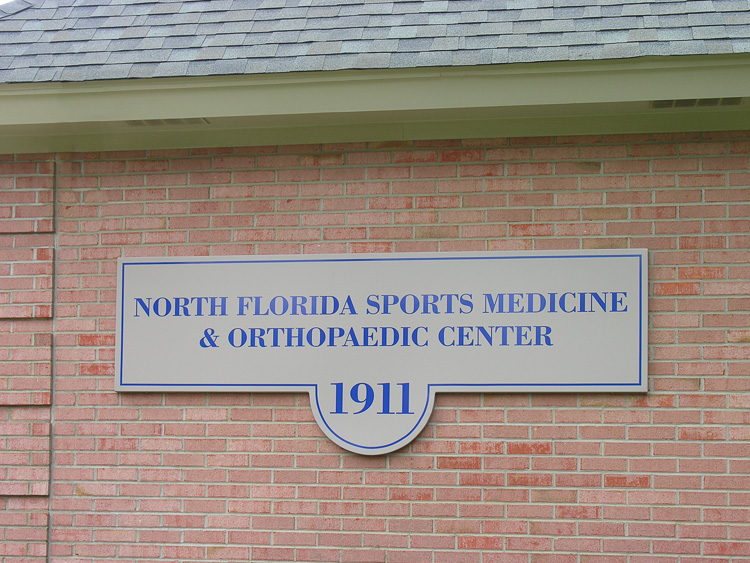 NORTH FLORIDA SPORTS MEDICINE
& ORTHOPAEDIC CENTER
1911